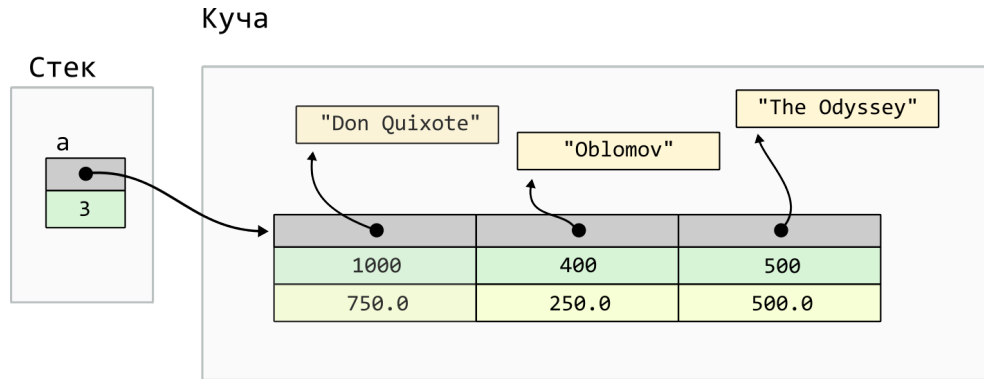 Куча
Стек
a
3
"Don Quixote"
"Oblomov"
"The Odyssey"
1000 400 500
750.0 250.0 500.0